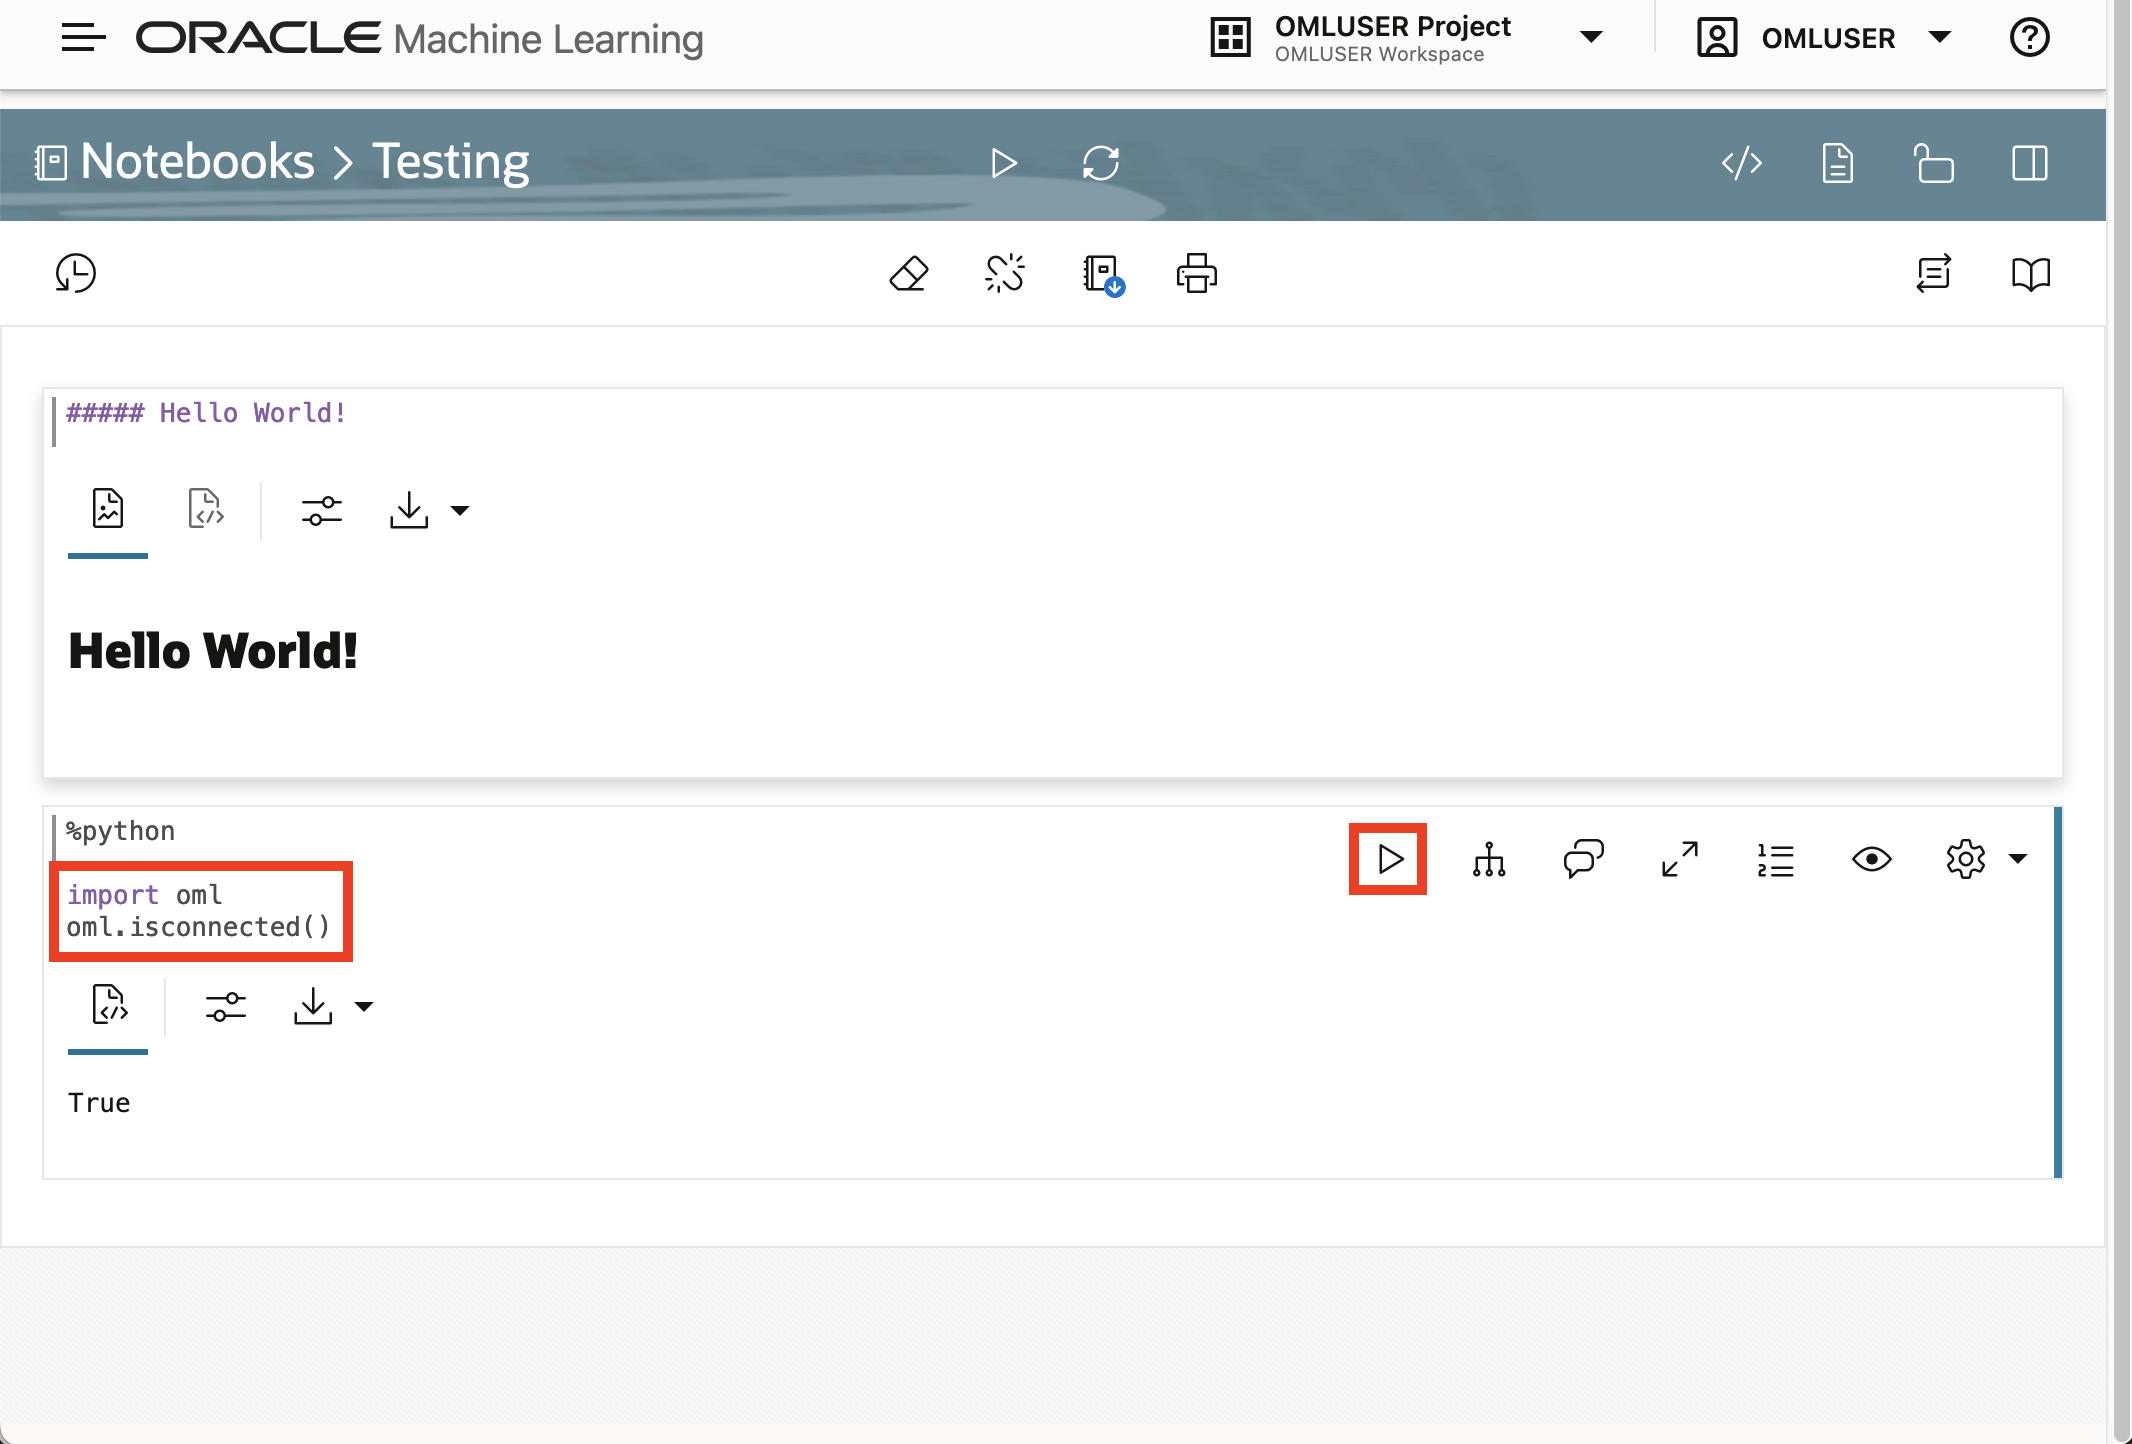 ORACLE Machine Learning
OMLUSER Project
OMLUSER Workspace
OMLUSER
Notebooks > Testing
##### Hello World!
Hello World!
%python
import oml
oml.isconnected()
True